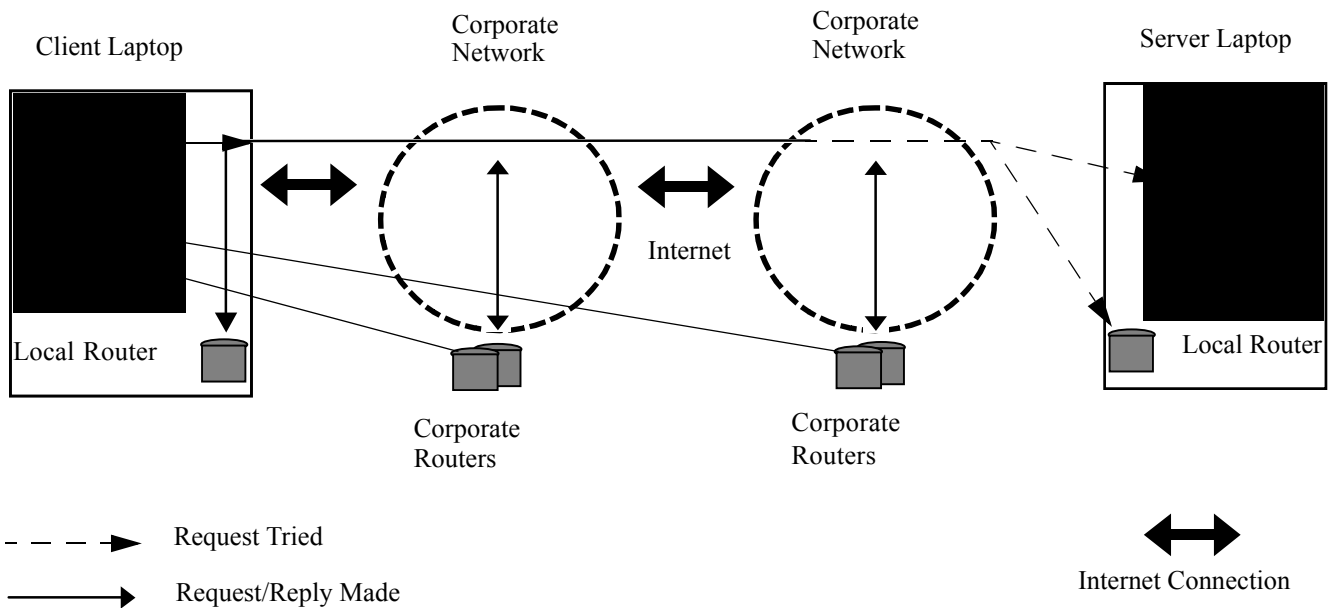 Client Laptop
Corporate
Network
Corporate
Network
Server Laptop
Internet
Local Router
Local Router
Corporate
Routers
Corporate
Routers
Request Tried
Request/Reply Made
Internet Connection